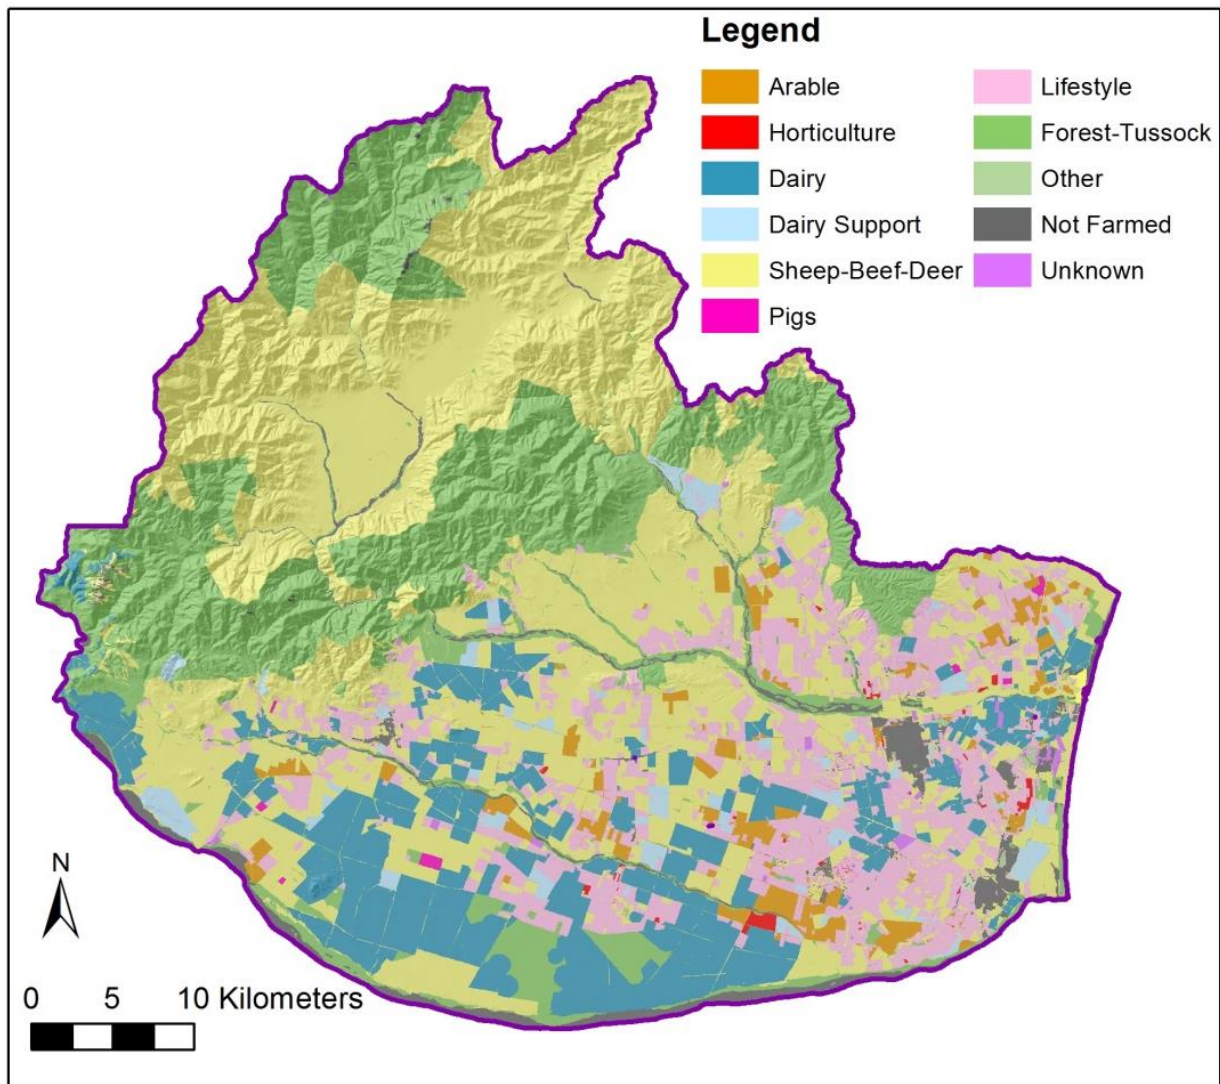 Legend
Arable
Horticulture
Dairy
Dairy Support
Sheep-Beef-Deer
Pigs
Lifestyle
Forest-Tussock
Other
Not Farmed
Unknown
N
0 5 10 Kilometers